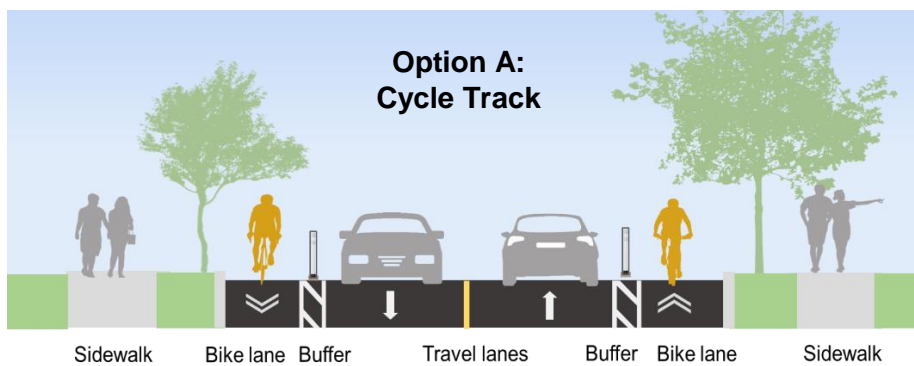 Option A:
Cycle Track
Sidewalk Bike lane Buffer Travel lanes Buffer Bike lane Sidewalk